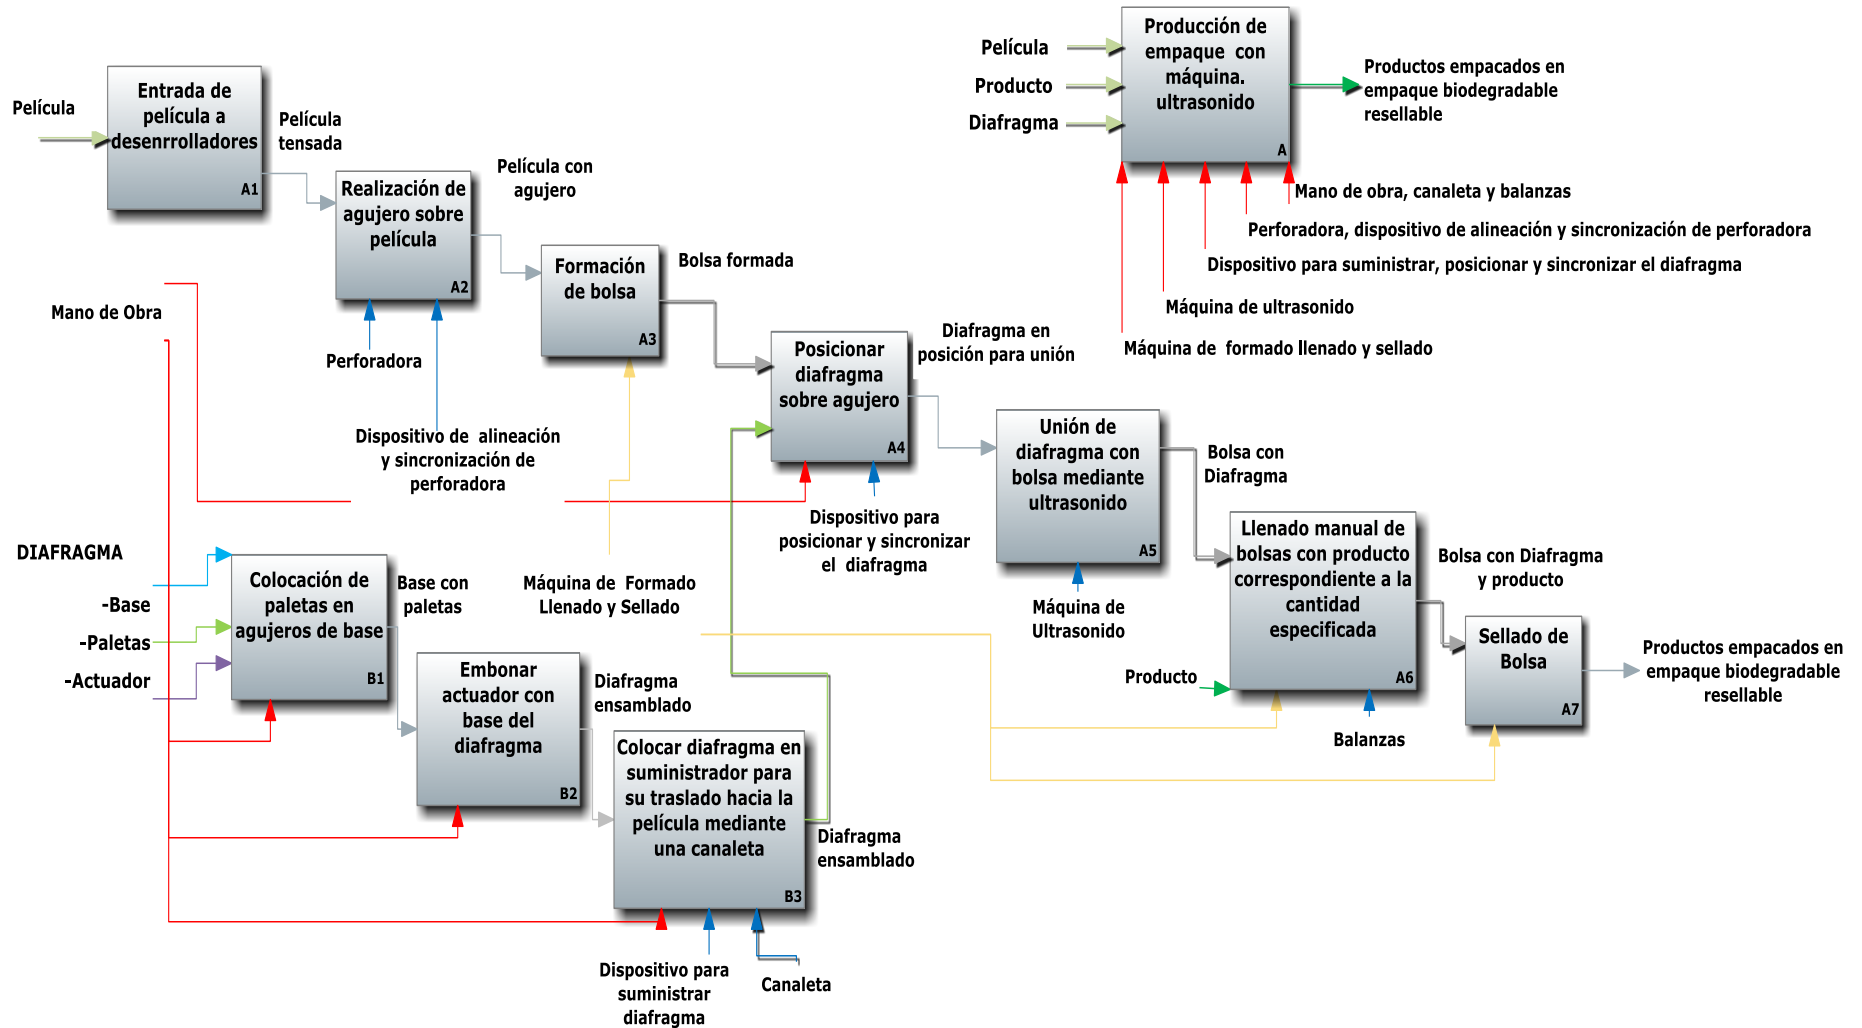 Película
Entrada de
película a
desenrrolladores
A1
Película
tensada
Realización de
agujero sobre
película
A2
Película con
agujero
Perforadora
Dispositivo de alineación
y sincronización de
perforadora
Formación
de bolsa
A3
Bolsa formada
Mano de Obra
Posicionar
diafragma
sobre agujero
A4
Diafragma en
posición para unión
Dispositivo para
posicionar y sincronizar
el diafragma
Unión de
diafragma con
bolsa mediante
ultrasonido
A5
Bolsa con
Diafragma
Máquina de
Ultrasonido
Llenado manual de
bolsas con producto
correspondiente a la
cantidad
especificada
A6
Bolsa con Diafragma
y producto
Producto
Balanzas
Sellado de
Bolsa
A7
Productos empacados en
empaque biodegradable
resellable
DIAFRAGMA
-Base
-Paletas
-Actuador
Colocación de
paletas en
agujeros de base
B1
Base con
paletas
Máquina de Formado
Llenado y Sellado
Embonar
actuador con
base del
diafragma
B2
Diafragma
ensamblado
Colocar diafragma en
suministrador para
su traslado hacia la
película mediante
una canaleta
B3
Diafragma
ensamblado
Dispositivo para
suministrar
diafragma
Canaleta
Película
Producto
Diafragma
Producción de
empaque con
máquina.
ultrasonido
A
Productos empacados en
empaque biodegradable
resellable
Mano de obra, canaleta y balanzas
Perforadora, dispositivo de alineación y sincronización de perforadora
Dispositivo para suministrar, posicionar y sincronizar el diafragma
Máquina de ultrasonido
Máquina de formado llenado y sellado